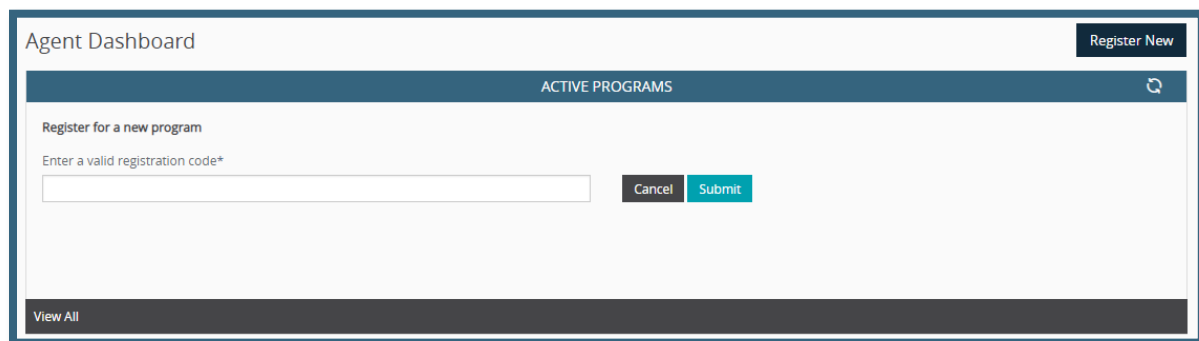 Agent Dashboard
Register New
ACTIVE PROGRAMS
Register for a new program
Enter a valid registration code*
Cancel Submit
View All